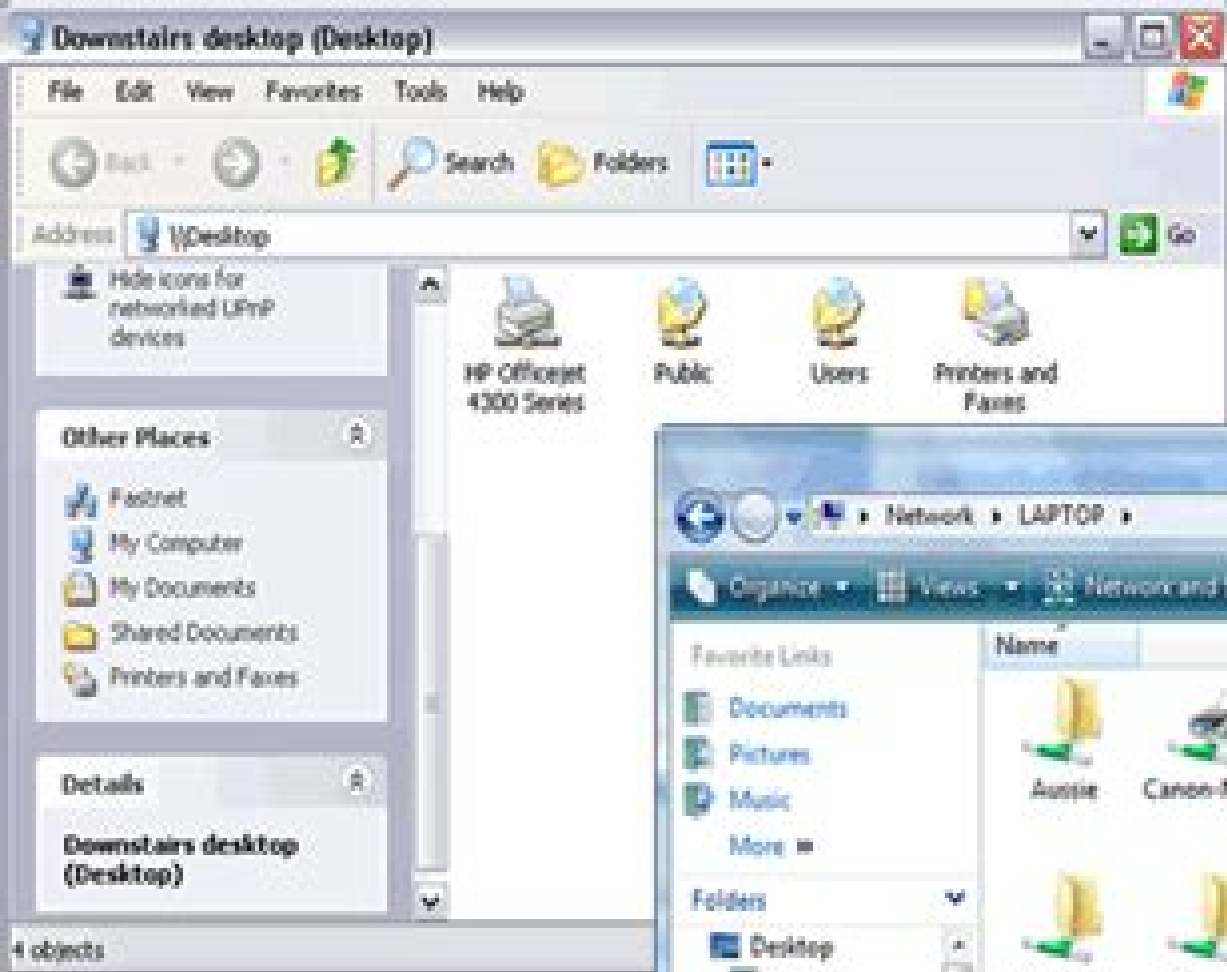 Downstairs desktop (Desktop)
File Edit View Favorites Tools Help
Back Search Folders
Address \\Desktop Go
Hide icons for
networked UPnP
devices
HP Officejet
4300 Series
Public
Users
Printers and
Faxes
Other Places
Fastnet
My Computer
My Documents
Shared Documents
Printers and Faxes
Details
Downstairs desktop
(Desktop)
4 objects
Network LAPTOP
Organize Views Network and
Favorite Links
Documents
Pictures
Music
More »
Folders
Desktop
Name
Aussie Canon-